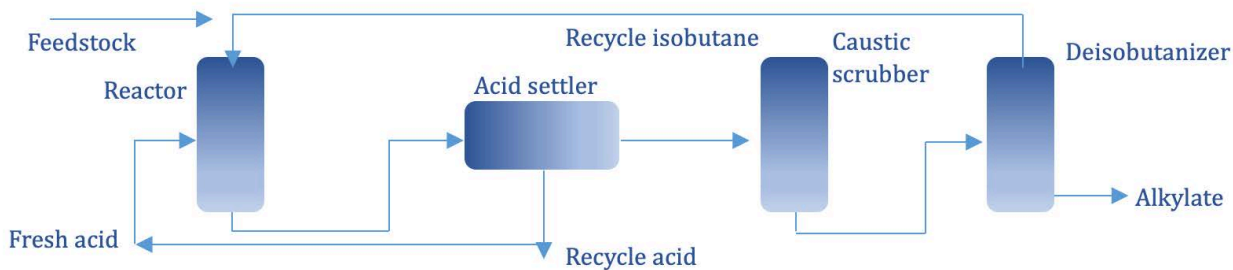 Feedstock
Recycle isobutane
Caustic
scrubber
Deisobutanizer
Reactor
Acid settler
Alkylate
Fresh acid
Recycle acid